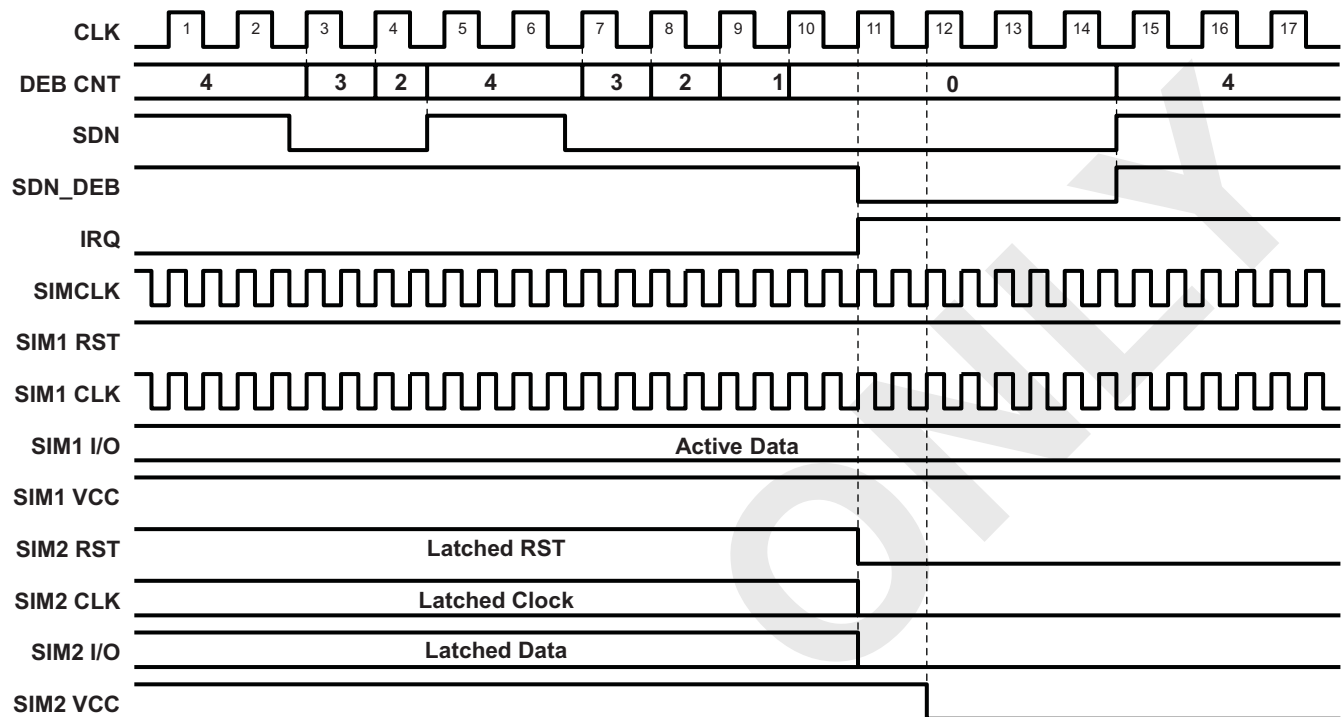 CLK 1 2 3 4 5 6 7 8 9 10 11 12 13 14 15 16 17
DEB CNT 4 3 2 4 3 2 1 0 4
SDN
SDN_DEB
IRQ
SIMCLK
SIM1 RST
SIM1 CLK
SIM1 I/O Active Data
SIM1 VCC
SIM2 RST Latched RST
SIM2 CLK Latched Clock
SIM2 I/O Latched Data
SIM2 VCC
ONLY